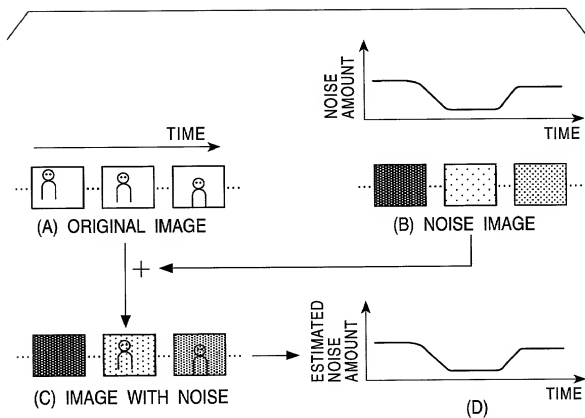 NOISE
AMOUNT
TIME
TIME
(A) ORIGINAL IMAGE
(B) NOISE IMAGE
+
(C) IMAGE WITH NOISE
ESTIMATED
NOISE
AMOUNT
TIME
(D)